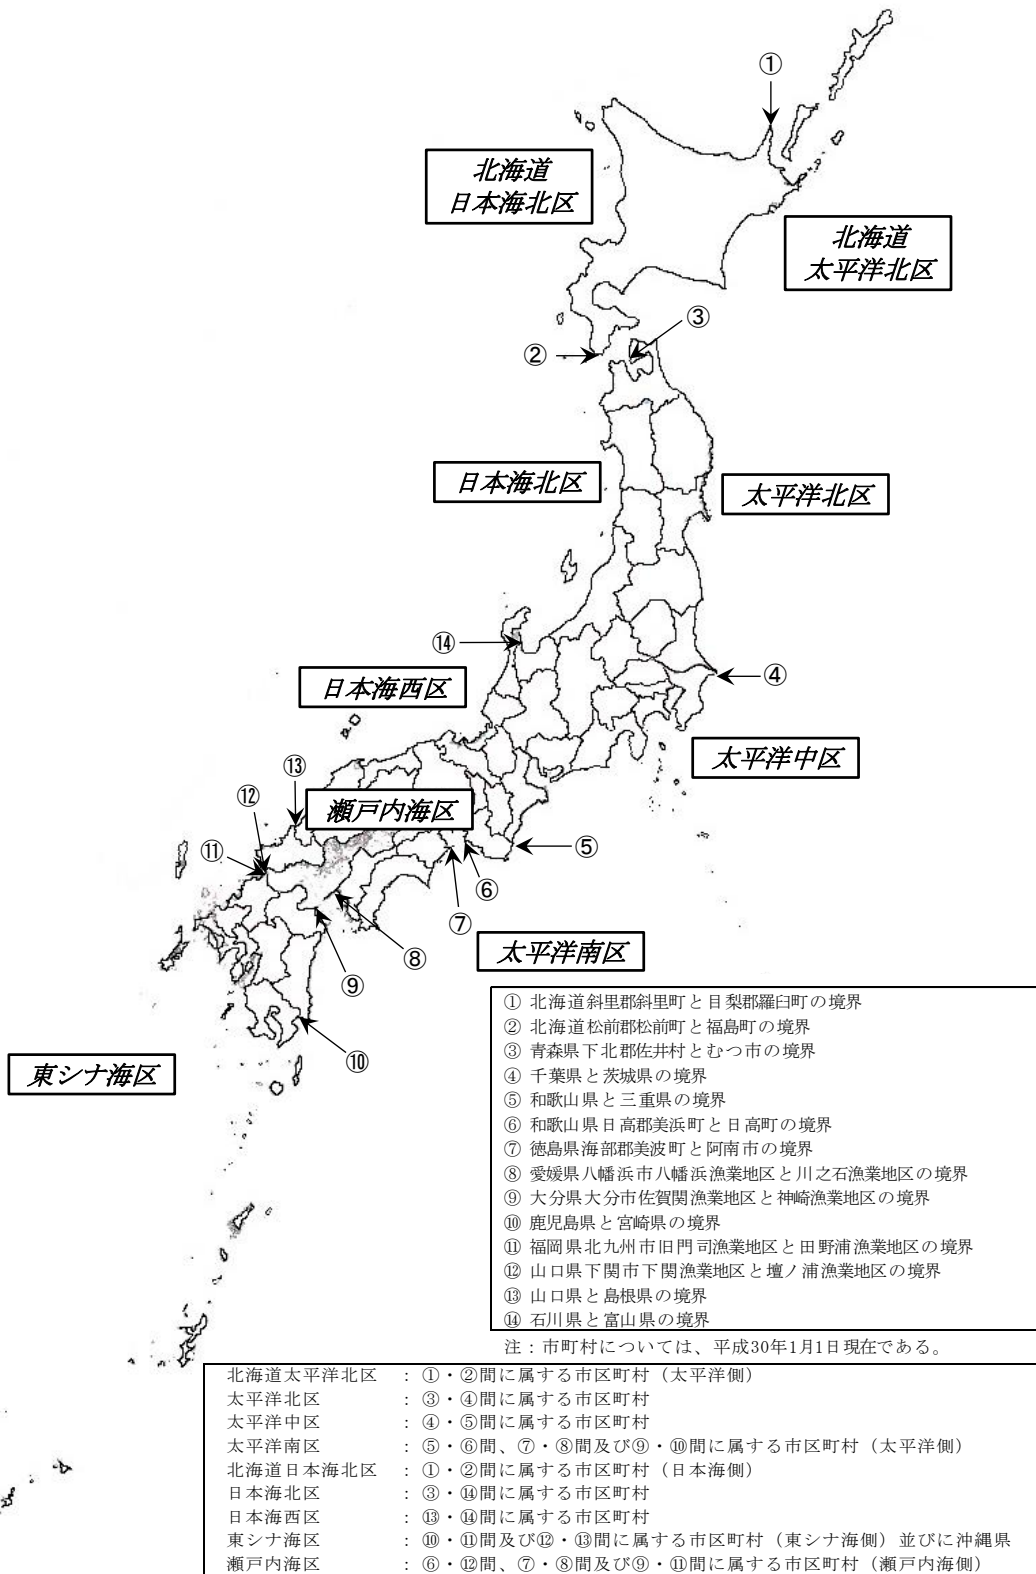 ①
北海道
日本海北区
北海道
太平洋北区
③
②
日本海北区
太平洋北区
⑭
④
日本海西区
太平洋中区
⑬
⑫
瀬戸内海区
⑪
⑤
⑥
⑦
⑧
太平洋南区
⑨
⑩
東シナ海区
① 北海道斜里郡斜里町と目梨郡羅臼町の境界
② 北海道松前郡松前町と福島町の境界
③ 青森県下北郡佐井村とむつ市の境界
④ 千葉県と茨城県の境界
⑤ 和歌山県と三重県の境界
⑥ 和歌山県日高郡美浜町と日高町の境界
⑦ 徳島県海部郡美波町と阿南市の境界
⑧ 愛媛県八幡浜市八幡浜漁業地区と川之石漁業地区の境界
⑨ 大分県大分市佐賀関漁業地区と神崎漁業地区の境界
⑩ 鹿児島県と宮崎県の境界
⑪ 福岡県北九州市旧門司漁業地区と田野浦漁業地区の境界
⑫ 山口県下関市下関漁業地区と壇ノ浦漁業地区の境界
⑬ 山口県と島根県の境界
⑭ 石川県と富山県の境界
注：市町村については、平成30年1月1日現在である。
北海道太平洋北区 ：①・②間に属する市区町村（太平洋側）
太平洋北区 ：③・④間に属する市区町村
太平洋中区 ：④・⑤間に属する市区町村
太平洋南区 ：⑤・⑥間、⑦・⑧間及び⑨・⑩間に属する市区町村（太平洋側）
北海道日本海北区 ：①・②間に属する市区町村（日本海側）
日本海北区 ：③・⑭間に属する市区町村
日本海西区 ：⑬・⑭間に属する市区町村
東シナ海区 ：⑩・⑪間及び⑫・⑬間に属する市区町村（東シナ海側）並びに沖縄県
瀬戸内海区 ：⑥・⑫間、⑦・⑧間及び⑨・⑪間に属する市区町村（瀬戸内海側）